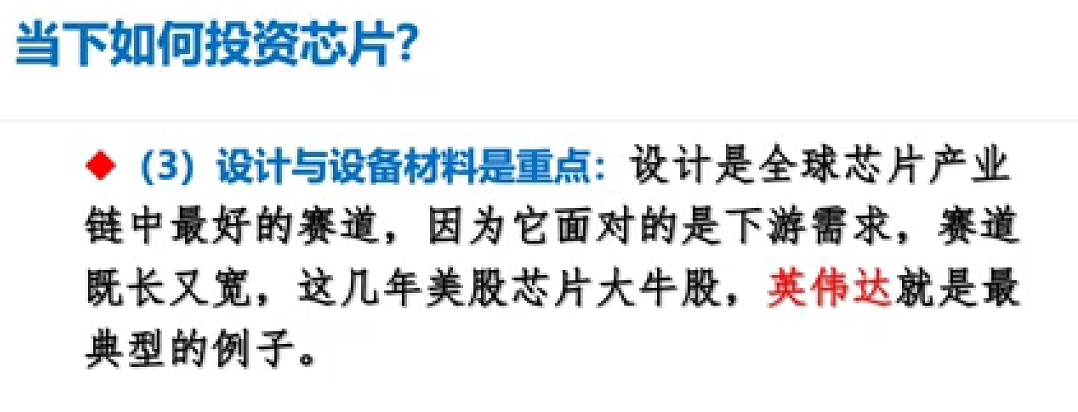 当下如何投资芯片？
◆（3）设计与设备材料是重点：设计是全球芯片产业
链中最好的赛道，因为它面对的是下游需求，赛道
既长又宽，这几年美股芯片大牛股，英伟达就是最
典型的例子。